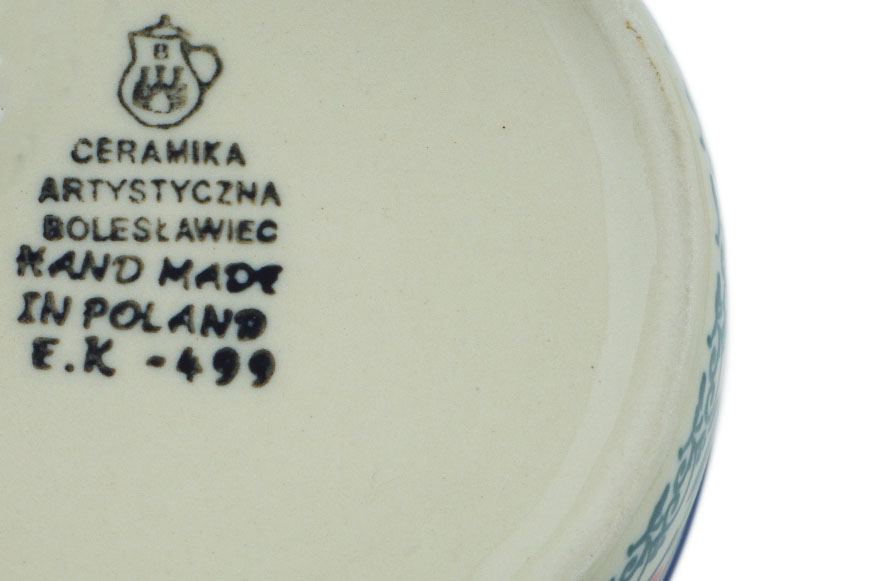 B
CERAMIKA
ARTYSTYCZNA
BOLESŁAWIEC
HAND MADE
IN POLAND
E.K - 499